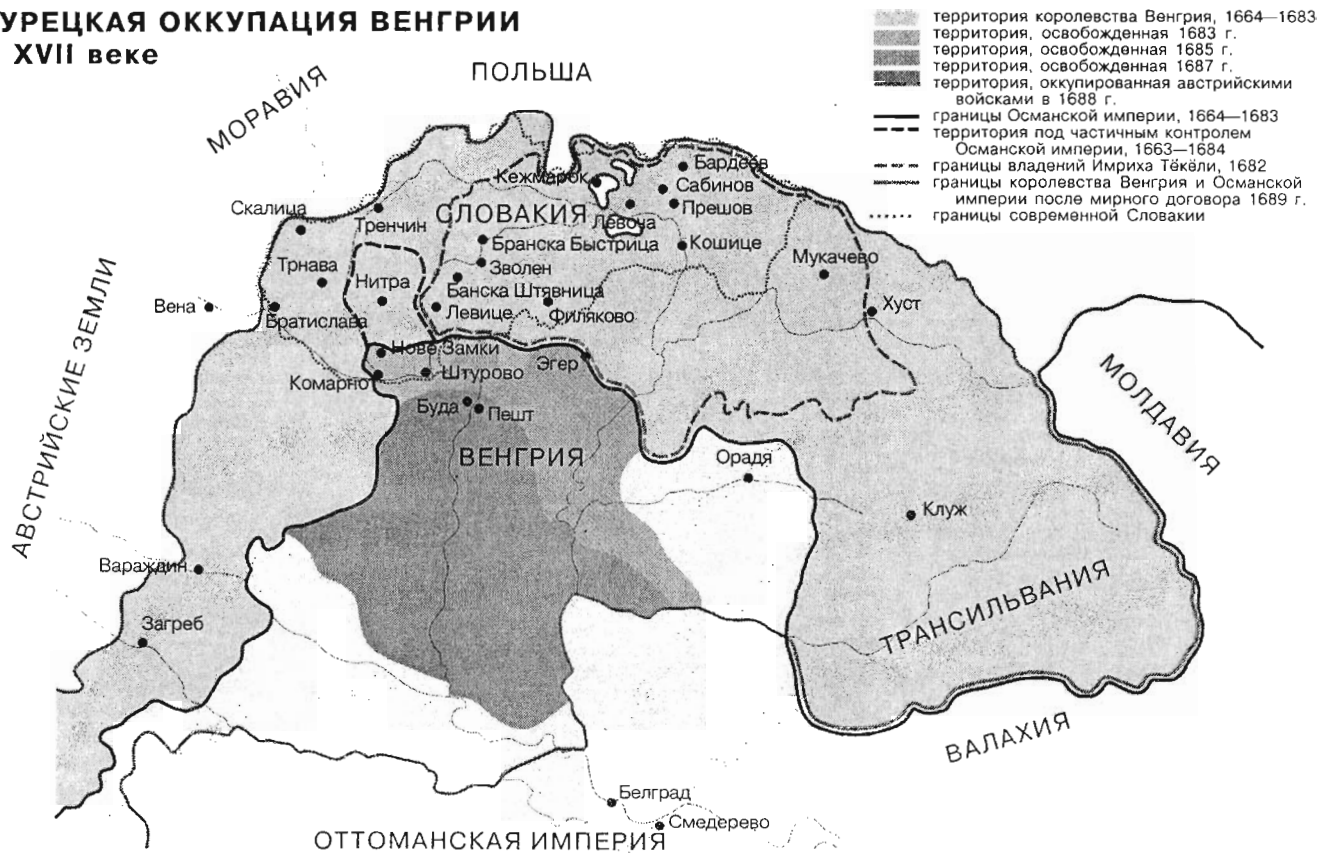 УРЕЦКАЯ ОККУПАЦИЯ ВЕНГРИИ
XVII веке
территория королевства Венгрия, 1664—1683
территория, освобожденная 1683 г.
территория, освобожденная 1685 г.
территория, освобожденная 1687 г.
территория, оккупированная австрийскими
войсками в 1688 г.
границы Османской империи, 1664—1683
территория под частичным контролем
Османской империи, 1663—1684
границы владений Имриха Тёкёли, 1682
границы королевства Венгрия и Османской
империи после мирного договора 1689 г.
границы современной Словакии
ПОЛЬША
МОРАВИЯ
Бардеёв
Кежмарок
Сабинов
Скалица
СЛОВАКИЯ
Левоча
Прешов
Тренчин
Бранска Быстрица
Кошице
Мукачево
Трнава
Зволен
Нитра
Банска Штявница
Вена
Братислава
Левице
Филяково
Хуст
АВСТРИЙСКИЕ ЗЕМЛИ
Нове Замки
Эгер
Комарно
Штурово
МОЛДАВИЯ
Буда
Пешт
ВЕНГРИЯ
Орадя
Клуж
Вараждин
ТРАНСИЛЬВАНИЯ
Загреб
ВАЛАХИЯ
Белград
Смедерево
ОТТОМАНСКАЯ ИМПЕРИЯ